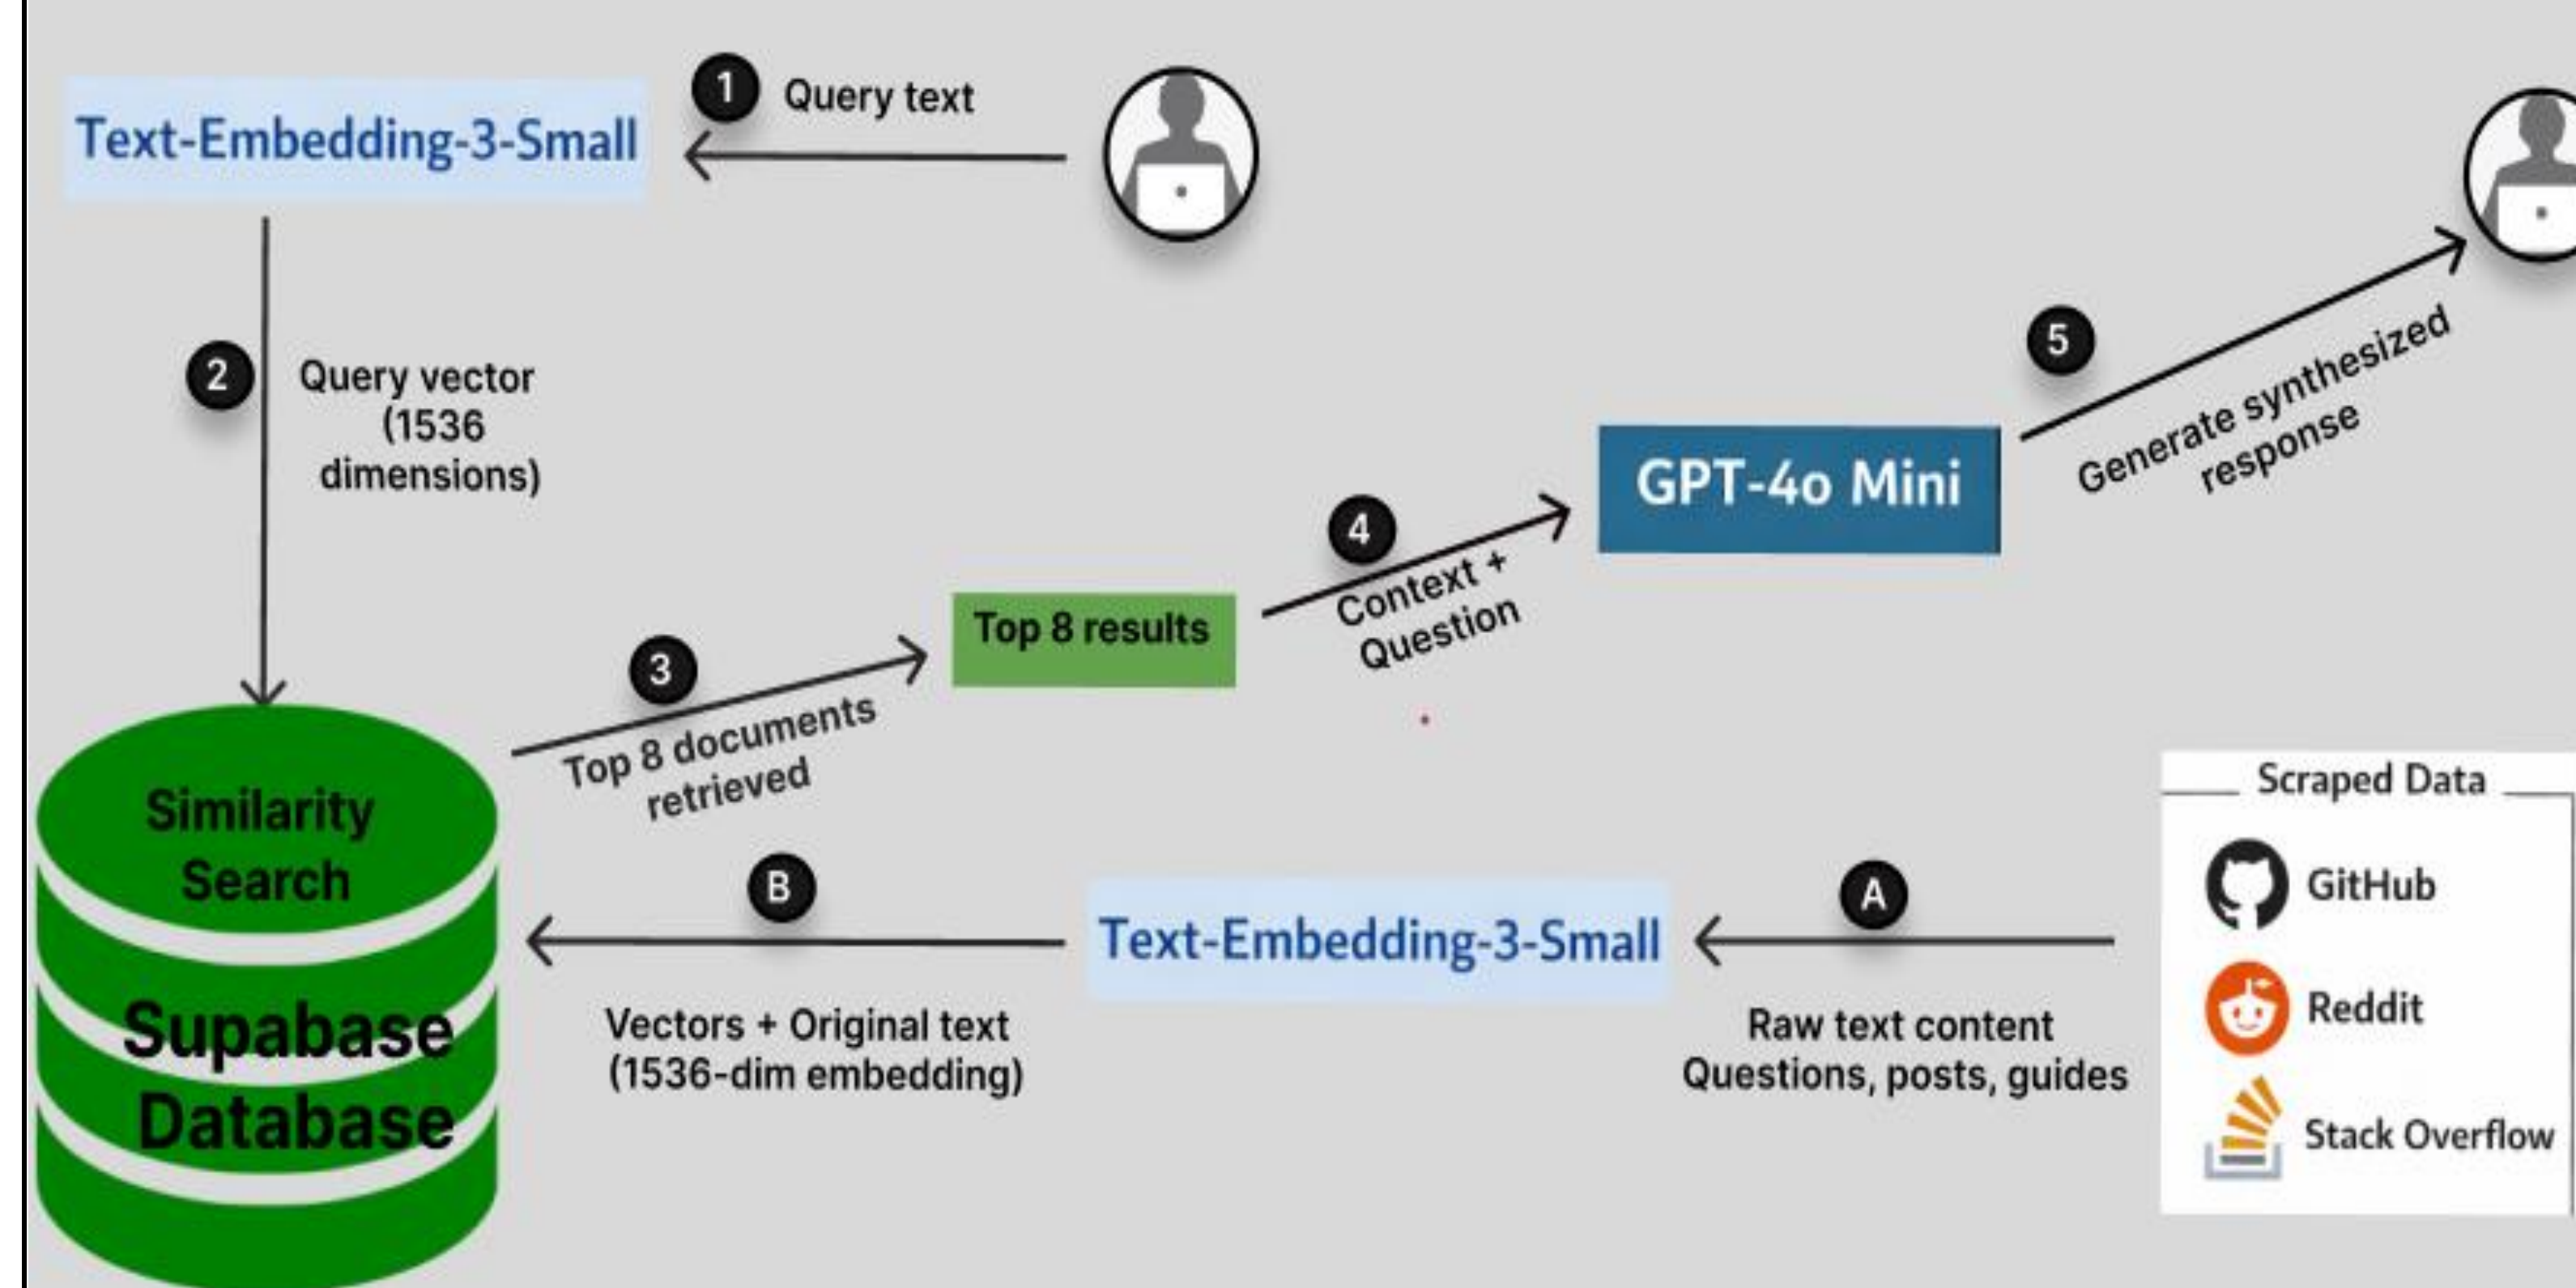 1
Query text
Text-Embedding-3-Small
2
Query vector
(1536
dimensions)
5
Generate synthesized
response
GPT-4o Mini
4
Context +
Question
Top 8 results
3
Top 8 documents
retrieved
Similarity
Search
Supabase
Database
B
Vectors + Original text
(1536-dim embedding)
Text-Embedding-3-Small
A
Raw text content
Questions, posts, guides
Scraped Data
GitHub
Reddit
Stack Overflow